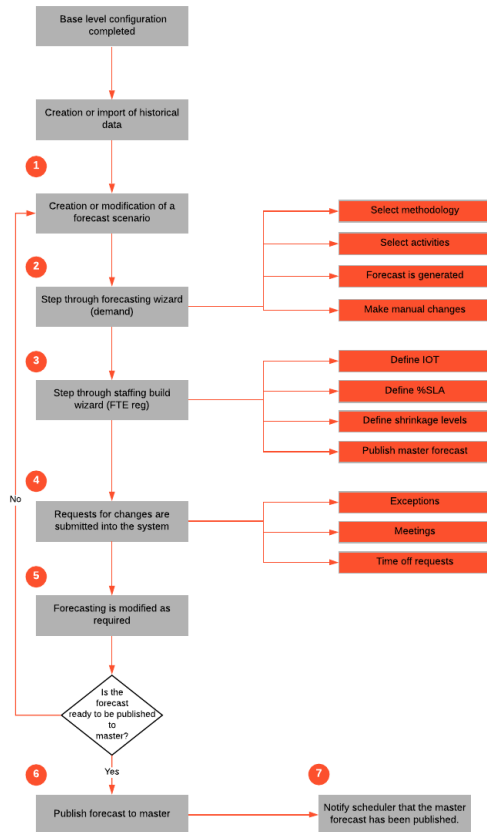 Base level configuration
completed
Creation or import of historical
data
1
Creation or modification of a
forecast scenario
Select methodology
Select activities
Forecast is generated
Make manual changes
2
Step through forecasting wizard
(demand)
3
Step through staffing build
wizard (FTE reg)
Define IOT
Define %SLA
Define shrinkage levels
Publish master forecast
4
Requests for changes are
submitted into the system
Exceptions
Meetings
Time off requests
No
5
Forecasting is modified as
required
Is the
forecast
ready to be published
to
master?
Yes
6
Publish forecast to master
7
Notify scheduler that the master
forecast has been published.